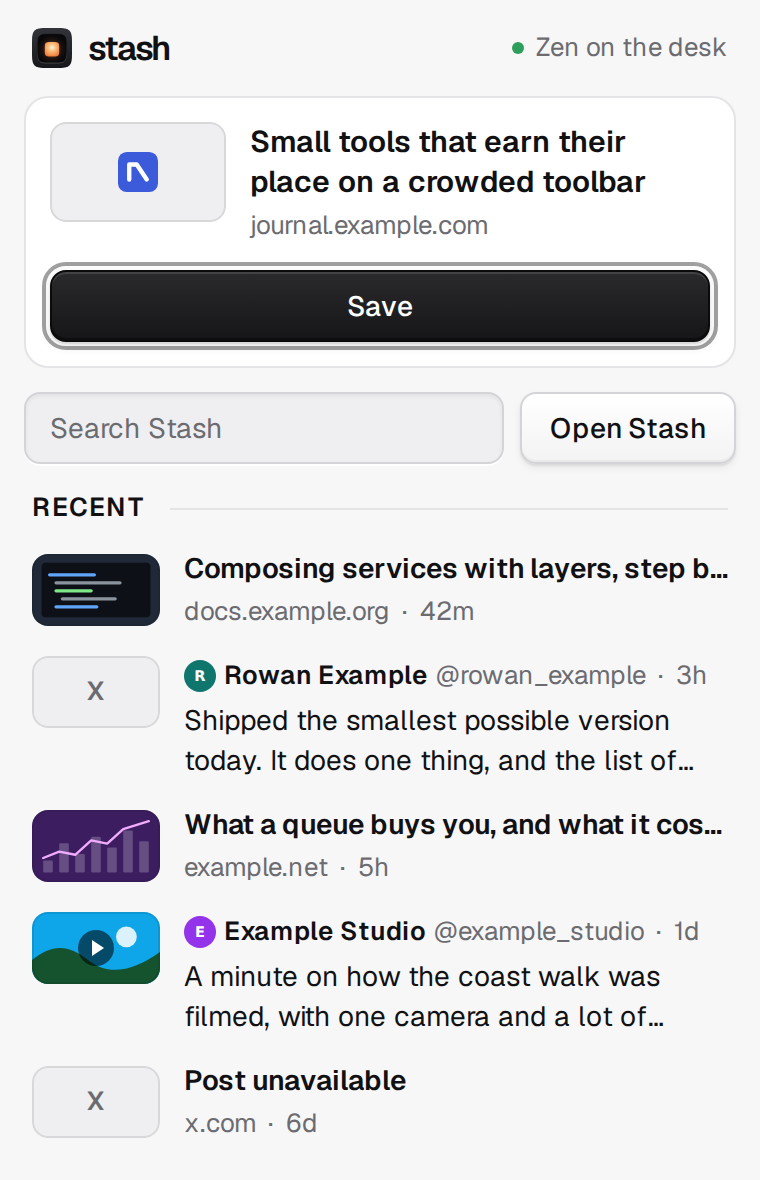 stash
Zen on the desk
Small tools that earn their
place on a crowded toolbar
journal.example.com
Save
Search Stash
Open Stash
RECENT
Composing services with layers, step b…
docs.example.org · 42m
X
R Rowan Example @rowan_example · 3h
Shipped the smallest possible version
today. It does one thing, and the list of…
What a queue buys you, and what it cos…
example.net · 5h
E Example Studio @example_studio · 1d
A minute on how the coast walk was
filmed, with one camera and a lot of…
X
Post unavailable
x.com · 6d